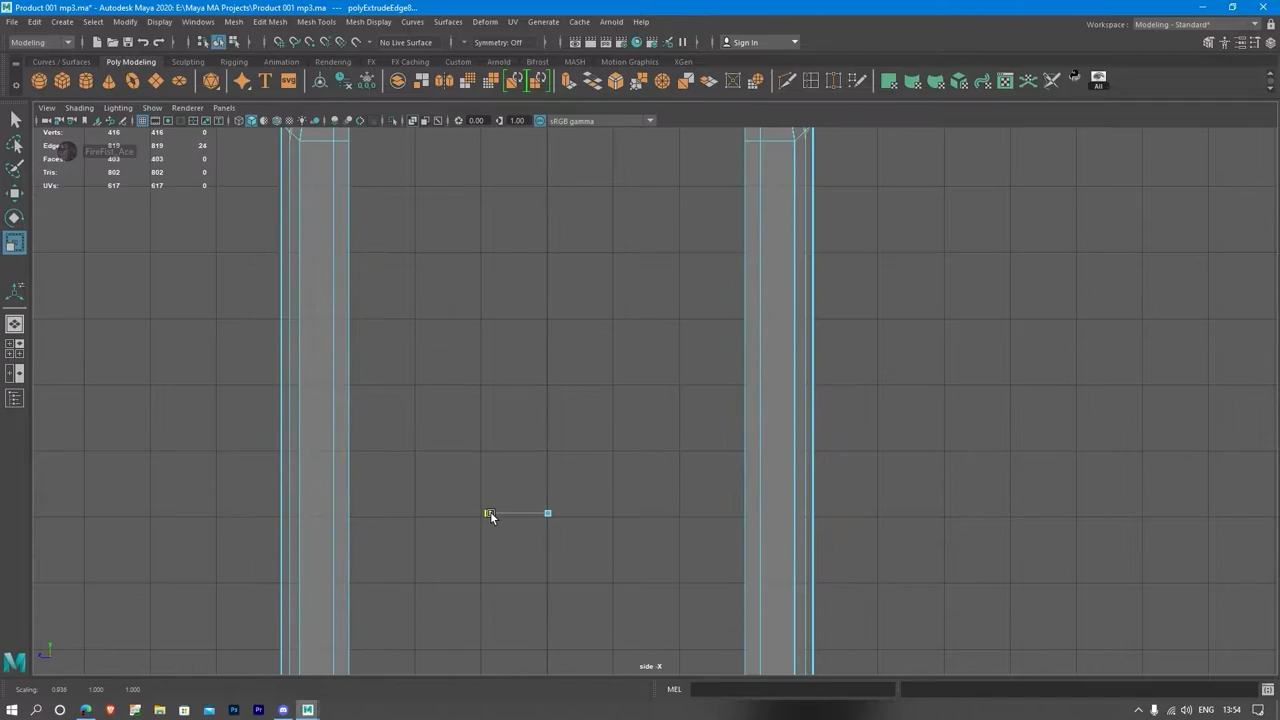 Product 001 mp3.ma* - Autodesk Maya 2020: E:\Maya MA Projects\Product 001 mp3.ma --- polyExtrudeEdge8...
File Edit Create Select Modify Display Windows Mesh Edit Mesh Mesh Tools Mesh Display Curves Surfaces Deform UV Generate Cache Arnold Help
Workspace : Modeling - Standard*
Modeling No Live Surface Symmetry: Off Sign In
Curves / Surfaces Poly Modeling Sculpting Rigging Animation Rendering FX FX Caching Custom Arnold Bifrost MASH Motion Graphics XGen
SVG
All
View Shading Lighting Show Renderer Panels
0.00 1.00 sRGB gamma
Verts: 416 416 0
Edges: 819 819 24
FireFist_Ace
Faces: 403 403 0
Tris: 802 802 0
UVs: 617 617 0
side -X
Scaling: 0.936 1.000 1.000 MEL
Ps Pr ENG 13:54